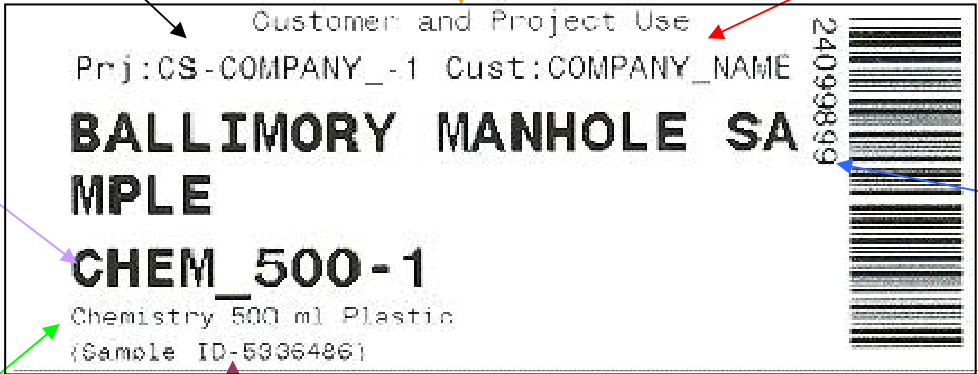 Customer and Project Use
Prj:CS-COMPANY_-1 Cust:COMPANY_NAME
BALLIMORY MANHOLE SA
MPLE
CHEM_500-1
Chemistry 500 ml Plastic
(Sample ID-5936486)
24099899